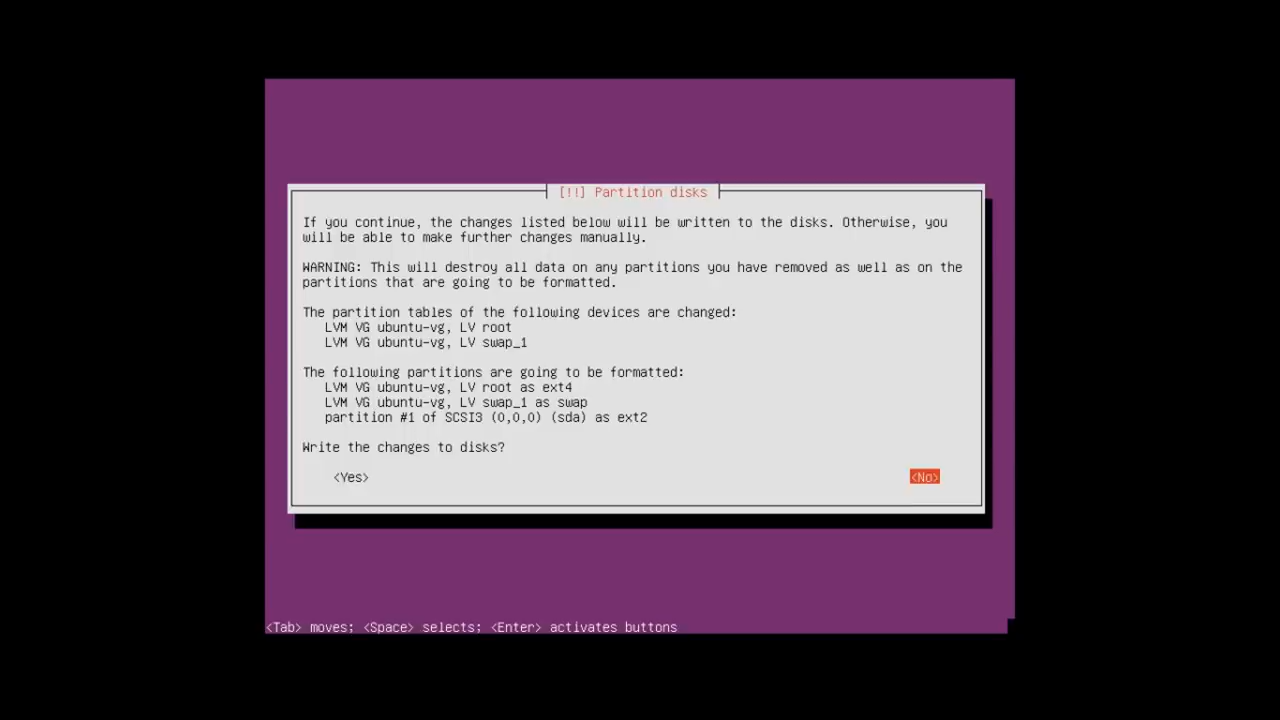 [!!] Partition disks
If you continue, the changes listed below will be written to the disks. Otherwise, you
will be able to make further changes manually.
WARNING: This will destroy all data on any partitions you have removed as well as on the
partitions that are going to be formatted.
The partition tables of the following devices are changed:
LVM VG ubuntu-vg, LV root
LVM VG ubuntu-vg, LV swap_1
The following partitions are going to be formatted:
LVM VG ubuntu-vg, LV root as ext4
LVM VG ubuntu-vg, LV swap_1 as swap
partition #1 of SCSI3 (0,0,0) (sda) as ext2
Write the changes to disks?
<Yes> <No>
<Tab> moves; <Space> selects; <Enter> activates buttons